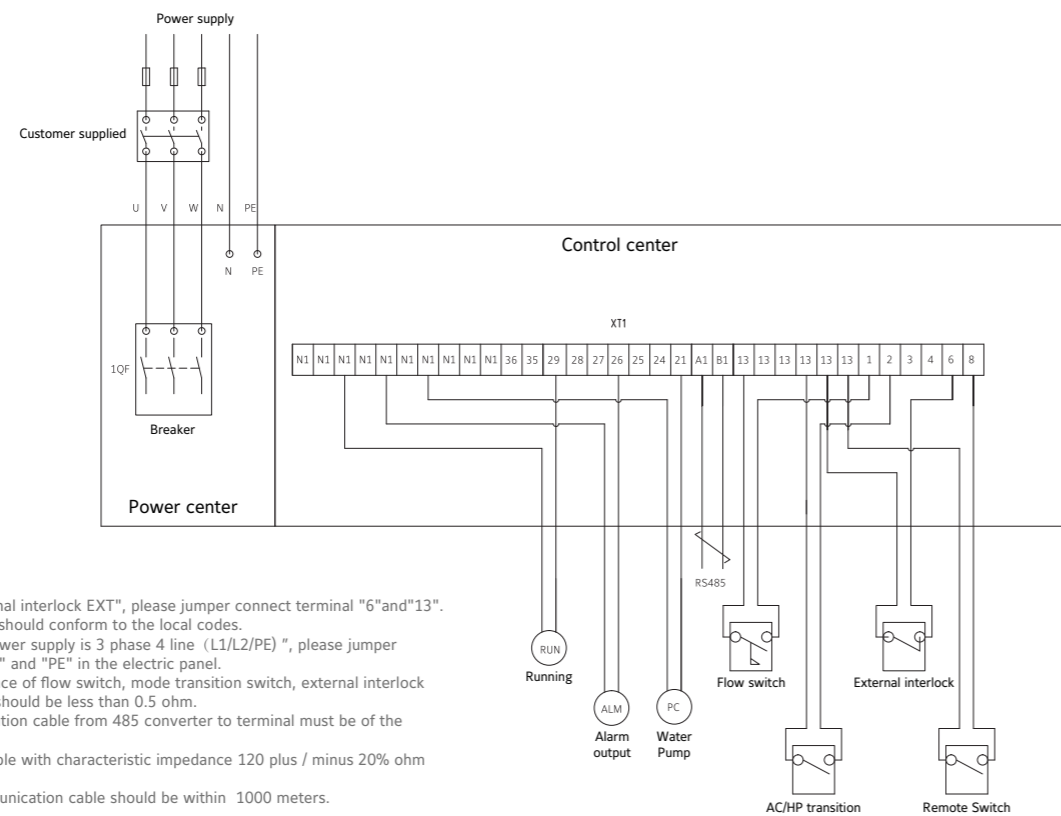 Power supply
Customer supplied
U V W N PE
N PE
Control center
XT1
N1 N1 N1 N1 N1 N1 N1 N1 N1 N1 36 35 29 28 27 26 25 24 21 A1 B1 13 13 13 13 13 13 1 2 3 4 6 8
1QF
Breaker
Power center
RS485
nal interlock EXT", please jumper connect terminal "6"and"13".
should conform to the local codes.
wer supply is 3 phase 4 line（L1/L2/PE) ", please jumper
" and "PE" in the electric panel.
ce of flow switch, mode transition switch, external interlock
should be less than 0.5 ohm.
tion cable from 485 converter to terminal must be of the
ble with characteristic impedance 120 plus / minus 20% ohm
unication cable should be within 1000 meters.
RUN
Running
ALM
Alarm
output
PC
Water
Pump
Flow switch
External interlock
AC/HP transition
Remote Switch